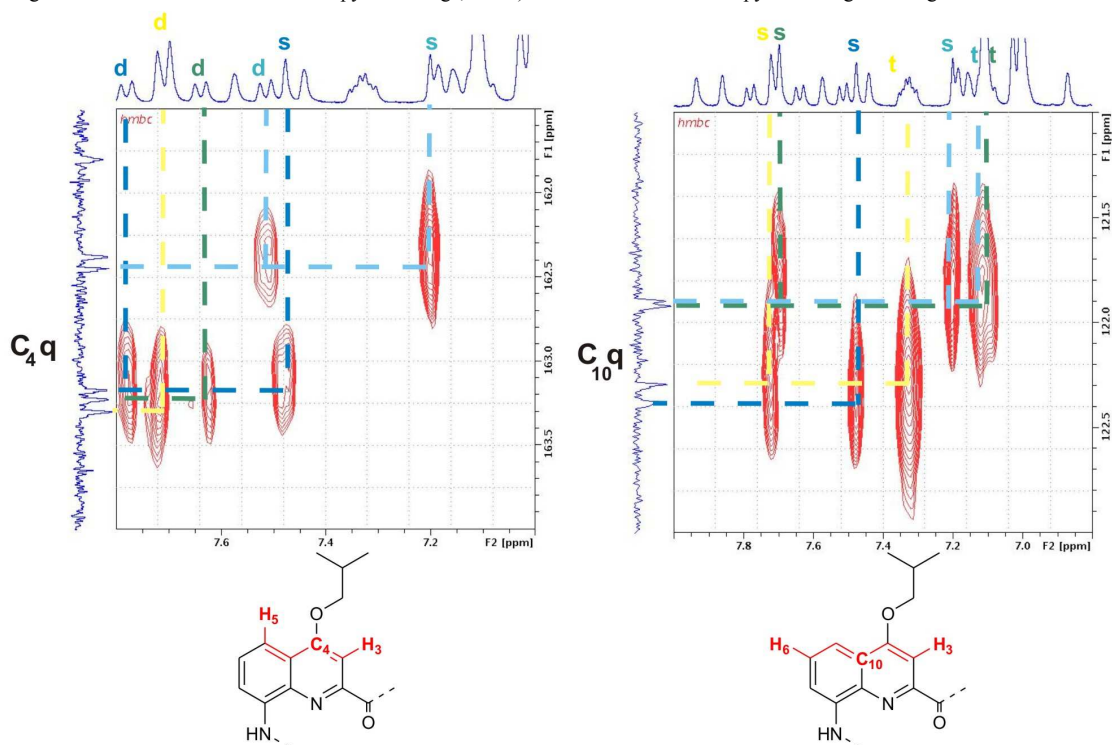 d d s s
d d
hmbc
162.0
162.5
163.0
163.5
F1 [ppm]
7.6 7.4 7.2 F2 [ppm]
C4q
s s s s
t t t
hmbc
121.5
122.0
122.5
F1 [ppm]
7.8 7.6 7.4 7.2 7.0 F2 [ppm]
C10q
O
H5
C4 H3
N
O
HN
O
H6 H3
C10
N
O
HN